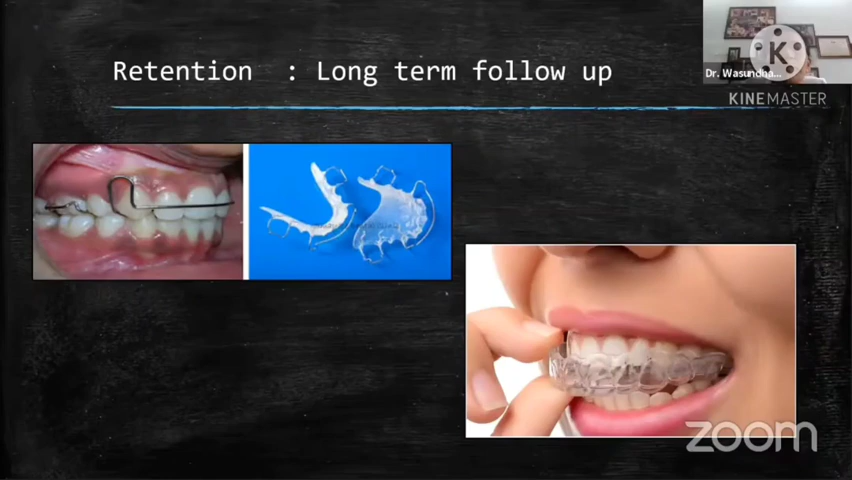 Retention : Long term follow up
Dr. Wasundha...
K
KINEMASTER
zoom